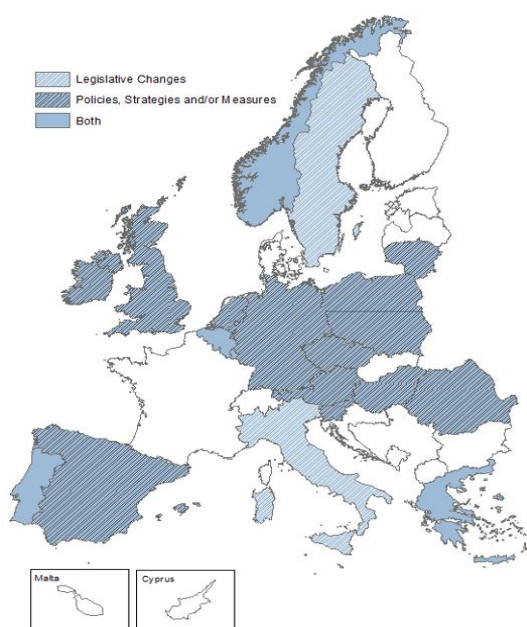 Legislative Changes
Policies, Strategies and/or Measures
Both
Malta
Cyprus